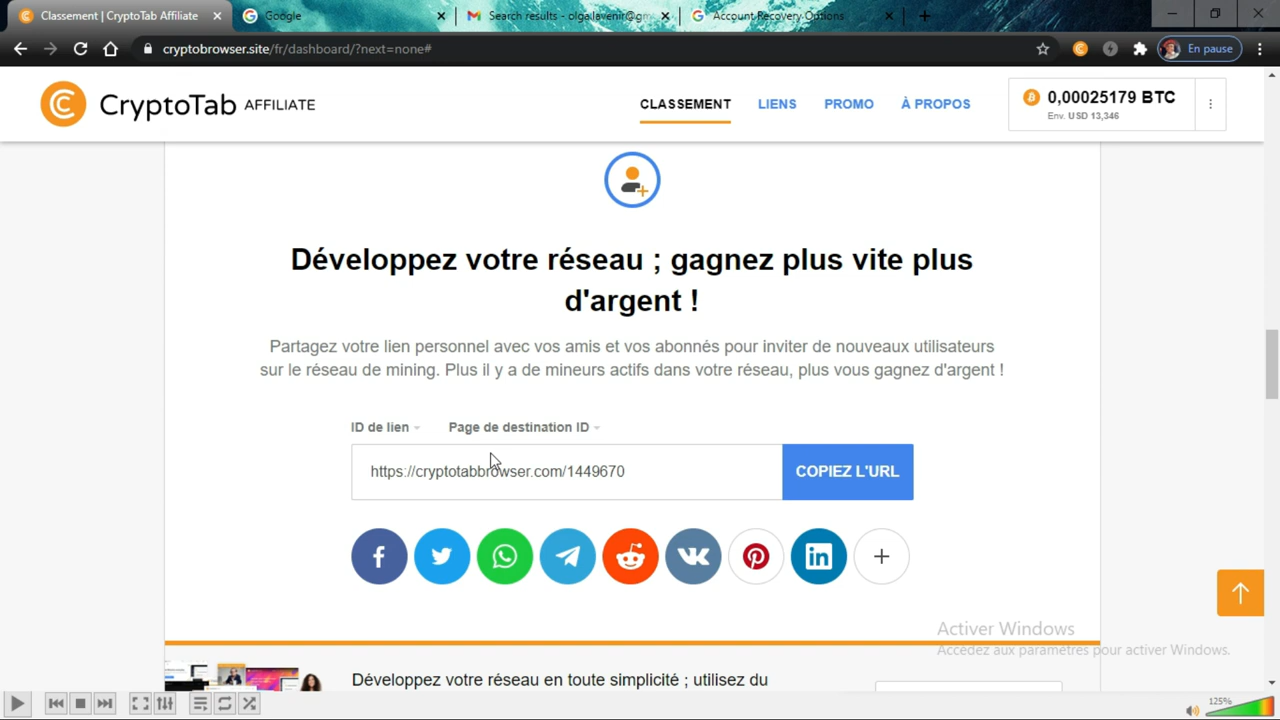 Classement | CryptoTab Affiliate
Google
Search results - olga.lavenir@gm
Account Recovery Options
cryptobrowser.site/fr/dashboard/?next=none#
En pause
CryptoTab AFFILIATE
CLASSEMENT
LIENS
PROMO
À PROPOS
0,00025179 BTC
Env. USD 13,346
Développez votre réseau ; gagnez plus vite plus
d'argent !
Partagez votre lien personnel avec vos amis et vos abonnés pour inviter de nouveaux utilisateurs
sur le réseau de mining. Plus il y a de mineurs actifs dans votre réseau, plus vous gagnez d'argent !
ID de lien
Page de destination ID
https://cryptotabbrowser.com/1449670
COPIEZ L'URL
Activer Windows
Accédez aux paramètres pour activer Windows.
Développez votre réseau en toute simplicité ; utilisez du
125%